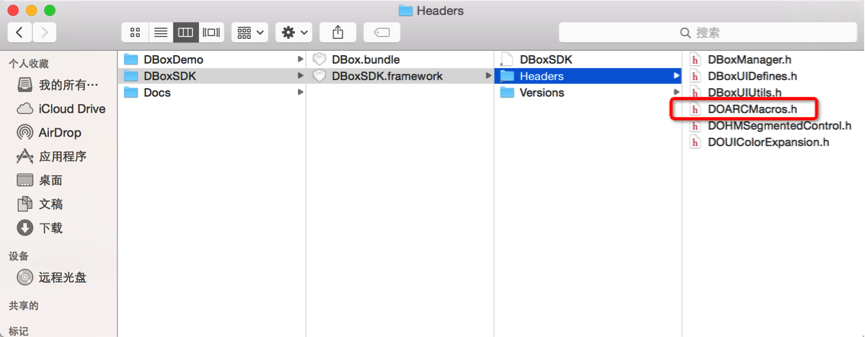 Headers
搜索
个人收藏
我的所有…
iCloud Drive
AirDrop
应用程序
桌面
文稿
下载
设备
远程光盘
共享的
标记
DBoxDemo
DBoxSDK
Docs
DBox.bundle
DBoxSDK.framework
DBoxSDK
Headers
Versions
DBoxManager.h
DBoxUIDefines.h
DBoxUIUtils.h
DOARCMacros.h
DOHMSegmentedControl.h
DOUIColorExpansion.h